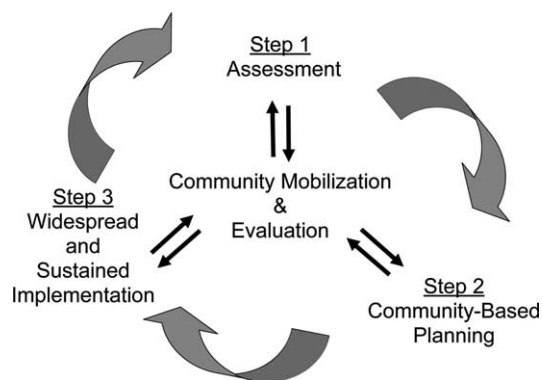 Step 1
Assessment
Community Mobilization
&
Evaluation
Step 2
Community-Based
Planning
Step 3
Widespread
and
Sustained
Implementation